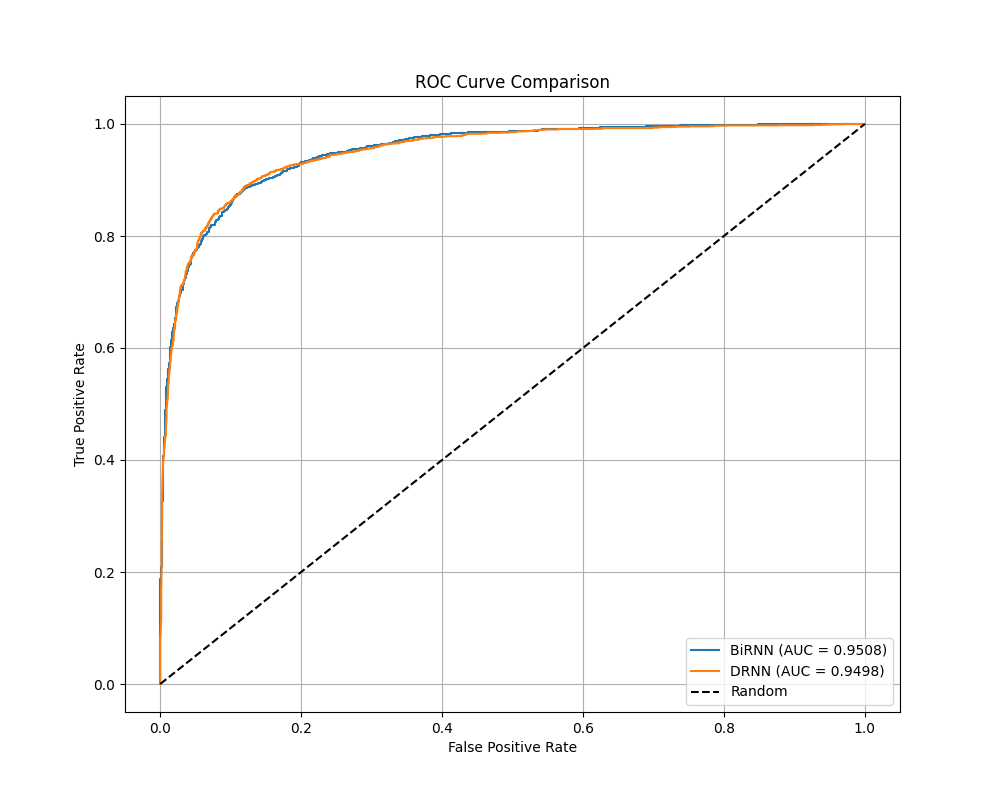 ROC Curve Comparison
1.0
0.8
0.6
0.4
0.2
0.0
True Positive Rate
0.0 0.2 0.4 0.6 0.8 1.0
False Positive Rate
BiRNN (AUC = 0.9508)
DRNN (AUC = 0.9498)
Random